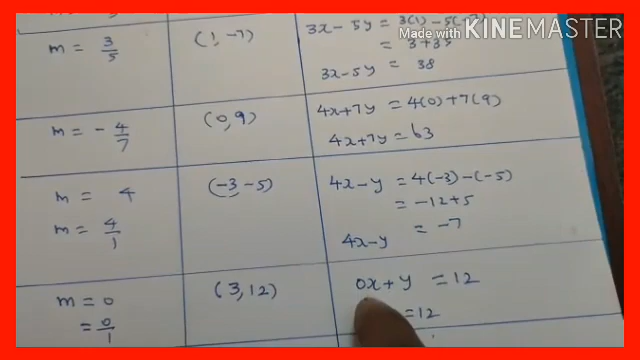 Made with KINEMASTER
m = 3/5
(1, -7)
3x - 5y = 3(1) - 5(-7)
= 3+35
3x-5y = 38
m = - 4/7
(0,9)
4x+7y = 4(0)+7(9)
4x+7y = 63
m = 4
m = 4/1
(-3,-5)
4x-y = 4(-3)-(-5)
= -12+5
4x-y = -7
m = 0
= 0/1
(3,12)
0x+y = 12
=12